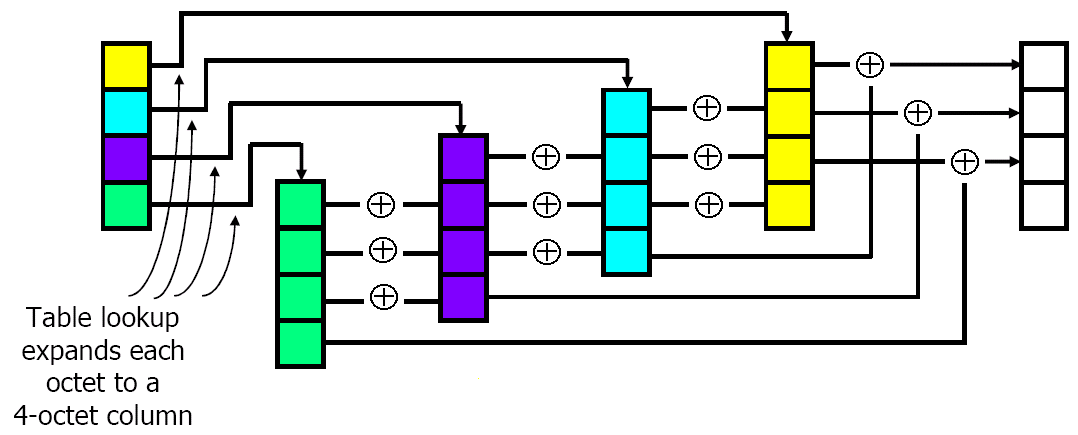 Table lookup
expands each
octet to a
4-octet column